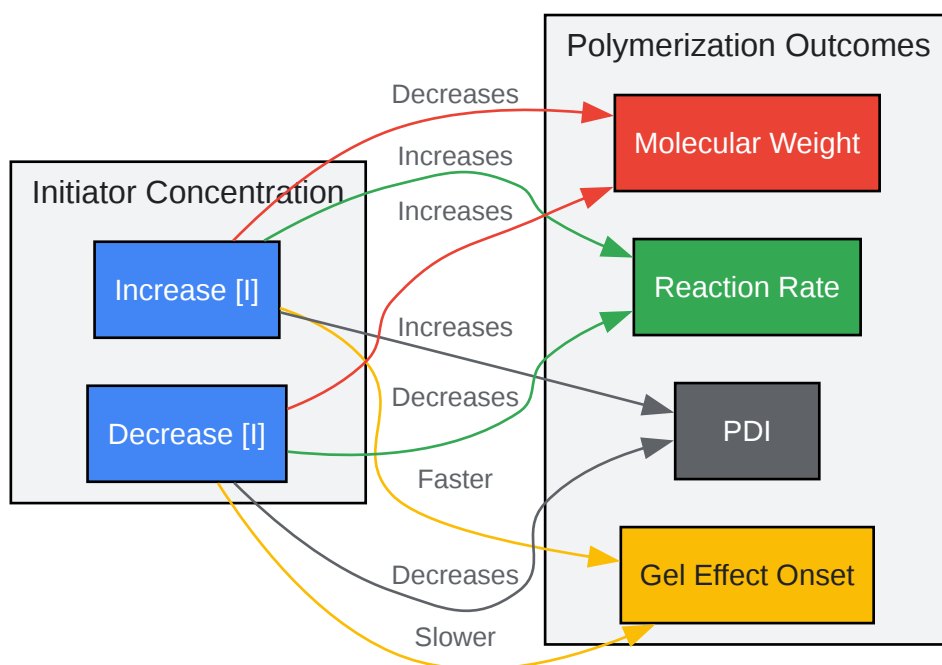 Polymerization Outcomes
Decreases
Molecular Weight
Increases
Initiator Concentration
Increases
Increase [I]
Reaction Rate
Increases
Decreases
Decrease [I]
PDI
Faster
Decreases
Gel Effect Onset
Slower